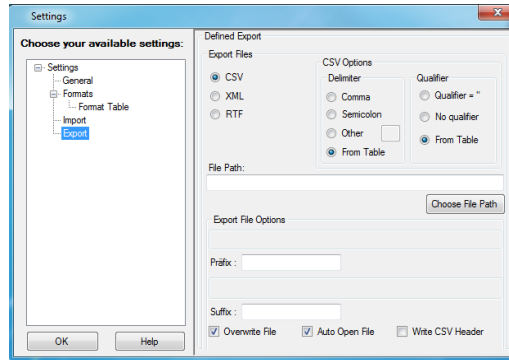 Settings
x
Choose your available settings:
Settings
General
Formats
Format Table
Import
Export
OK
Help
Defined Export
Export Files
CSV
XML
RTF
CSV Options
Delimiter
Comma
Semicolon
Other
From Table
Qualifier
Qualifier = "
No qualifier
From Table
File Path:
Choose File Path
Export File Options
Präfix :
Suffix :
Overwrite File
Auto Open File
Write CSV Header